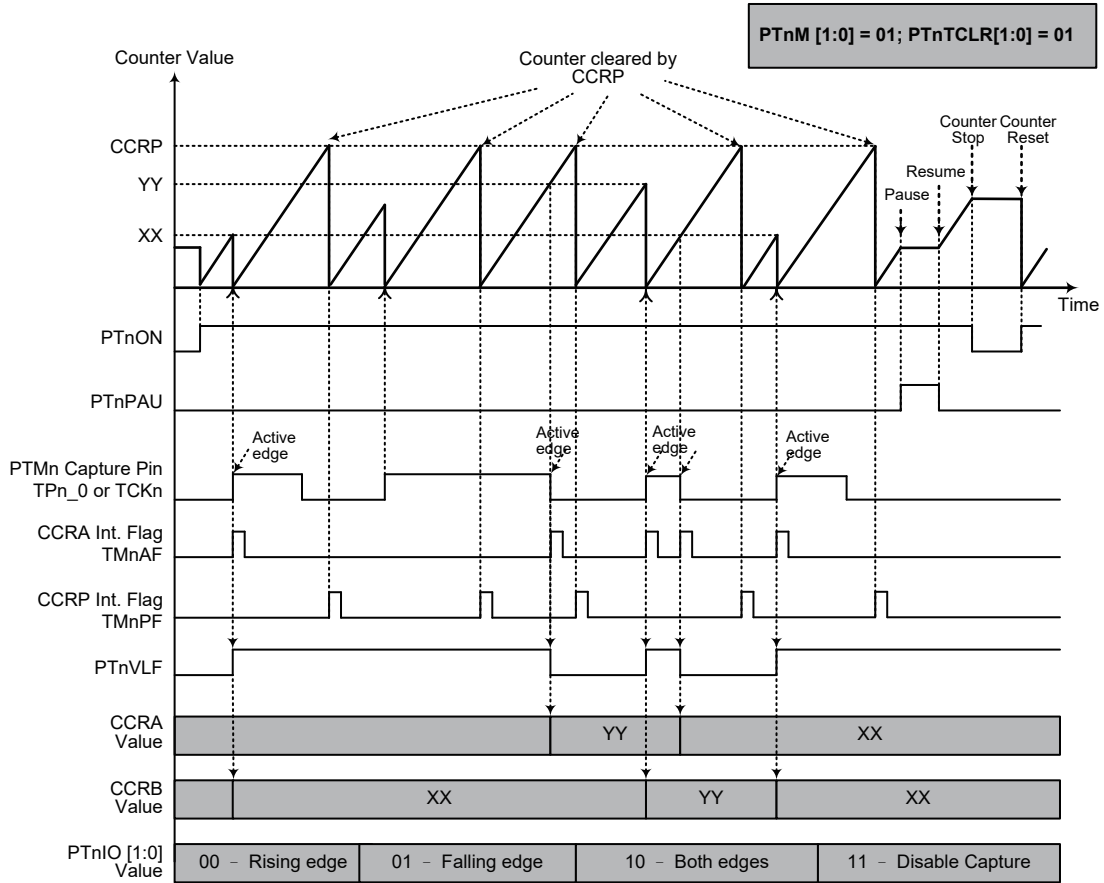 PTnM [1:0] = 01; PTnTCLR[1:0] = 01
Counter Value
Counter cleared by
CCRP
CCRP
YY
XX
Counter Stop
Counter Reset
Resume
Pause
Time
PTnON
PTnPAU
Active edge
Active edge
Active edge
Active edge
PTMn Capture Pin
TPn_0 or TCKn
CCRA Int. Flag
TMnAF
CCRP Int. Flag
TMnPF
PTnVLF
CCRA
Value
YY
XX
CCRB
Value
XX
YY
XX
PTnIO [1:0]
Value
00 – Rising edge
01 – Falling edge
10 – Both edges
11 – Disable Capture